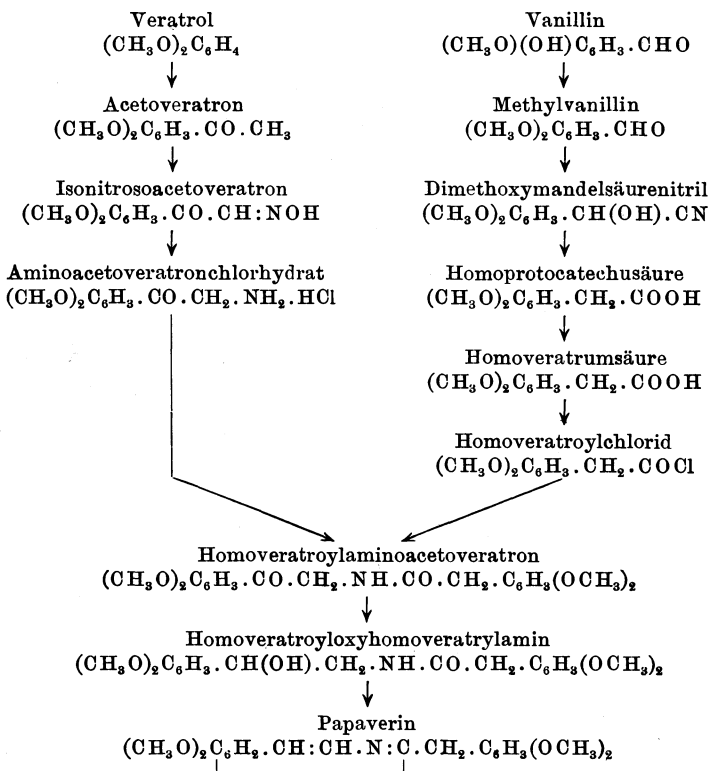 Veratrol
(CH₃O)₂C₆H₄
↓
Acetoveratron
(CH₃O)₂C₆H₃.CO.CH₃
↓
Isonitrosoacetoveratron
(CH₃O)₂C₆H₃.CO.CH:NOH
↓
Aminoacetoveratronchlorhydrat
(CH₃O)₂C₆H₃.CO.CH₂.NH₂.HCl
Vanillin
(CH₃O)(OH)C₆H₃.CHO
↓
Methylvanillin
(CH₃O)₂C₆H₃.CHO
↓
Dimethoxymandelsäurenitril
(CH₃O)₂C₆H₃.CH(OH).CN
↓
Homoprotocatechusäure
(CH₃O)₂C₆H₃.CH₂.COOH
↓
Homoveratrumsäure
(CH₃O)₂C₆H₃.CH₂.COOH
↓
Homoveratroylchlorid
(CH₃O)₂C₆H₃.CH₂.COCl
Homoveratroylaminoacetoveratron
(CH₃O)₂C₆H₃.CO.CH₂.NH.CO.CH₂.C₆H₃(OCH₃)₂
↓
Homoveratroyloxyhomoveratrylamin
(CH₃O)₂C₆H₃.CH(OH).CH₂.NH.CO.CH₂.C₆H₃(OCH₃)₂
↓
Papaverin
(CH₃O)₂C₆H₂.CH:CH.N:C.CH₂.C₆H₃(OCH₃)₂